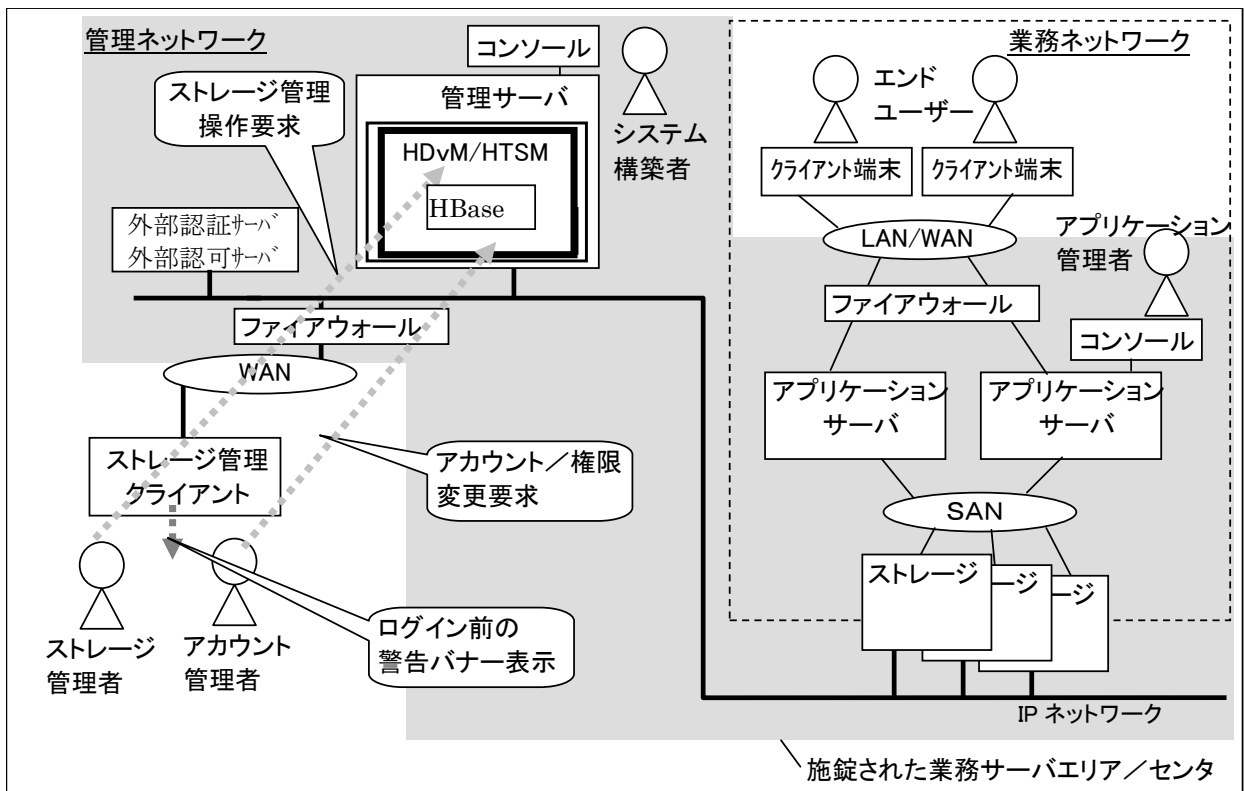 管理ネットワーク
コンソール
管理サーバ
HDvM/HTSM
HBase
システム
構築者
ストレージ管理
操作要求
外部認証ｻｰﾊﾞ
外部認可ｻｰﾊﾞ
ファイアウォール
WAN
ストレージ管理
クライアント
アカウント／権限
変更要求
ストレージ
管理者
アカウント
管理者
ログイン前の
警告バナー表示
業務ネットワーク
エンド
ユーザー
クライアント端末
クライアント端末
LAN/WAN
アプリケーション
管理者
ファイアウォール
コンソール
アプリケーション
サーバ
アプリケーション
サーバ
SAN
ストレージ
ージ
ージ
IP ネットワーク
施錠された業務サーバエリア／センタ